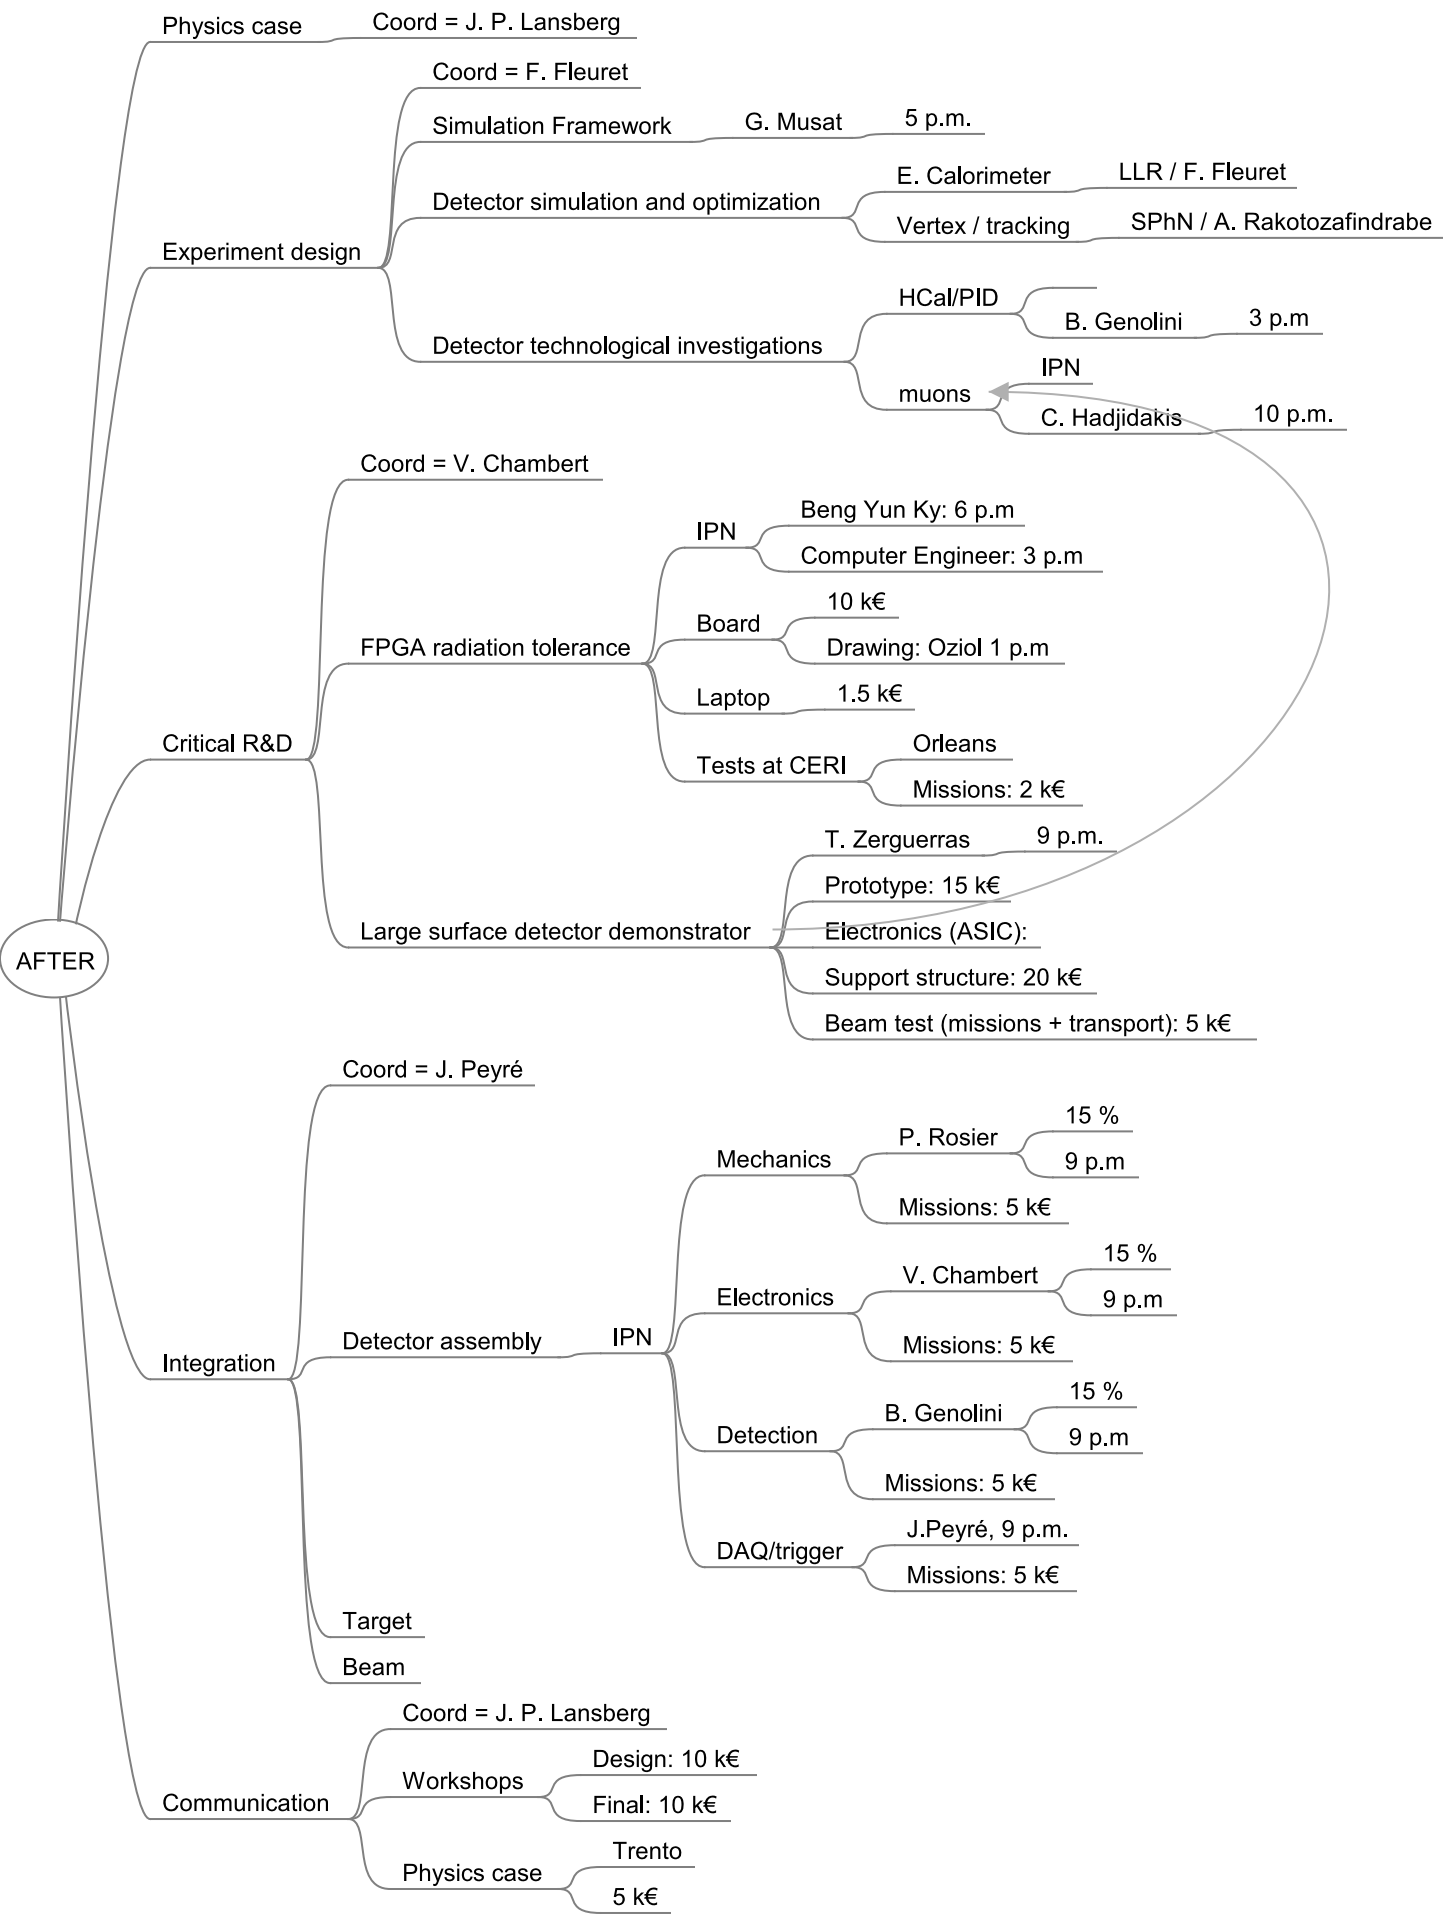 Physics case
Coord = J. P. Lansberg
Coord = F. Fleuret
Simulation Framework
G. Musat
5 p.m.
E. Calorimeter
LLR / F. Fleuret
Detector simulation and optimization
Vertex / tracking
SPhN / A. Rakotozafindrabe
Experiment design
HCal/PID
B. Genolini
3 p.m
Detector technological investigations
IPN
muons
C. Hadjidakis
10 p.m.
Coord = V. Chambert
IPN
Beng Yun Ky: 6 p.m
Computer Engineer: 3 p.m
Board
10 k€
Drawing: Oziol 1 p.m
FPGA radiation tolerance
Laptop
1.5 k€
Critical R&D
Tests at CERI
Orleans
Missions: 2 k€
T. Zerguerras
9 p.m.
Prototype: 15 k€
Large surface detector demonstrator
Electronics (ASIC):
Support structure: 20 k€
Beam test (missions + transport): 5 k€
AFTER
Coord = J. Peyré
Mechanics
P. Rosier
15 %
9 p.m
Missions: 5 k€
Electronics
V. Chambert
15 %
9 p.m
Missions: 5 k€
Integration
Detector assembly
IPN
Detection
B. Genolini
15 %
9 p.m
Missions: 5 k€
DAQ/trigger
J.Peyré, 9 p.m.
Missions: 5 k€
Target
Beam
Coord = J. P. Lansberg
Communication
Workshops
Design: 10 k€
Final: 10 k€
Physics case
Trento
5 k€